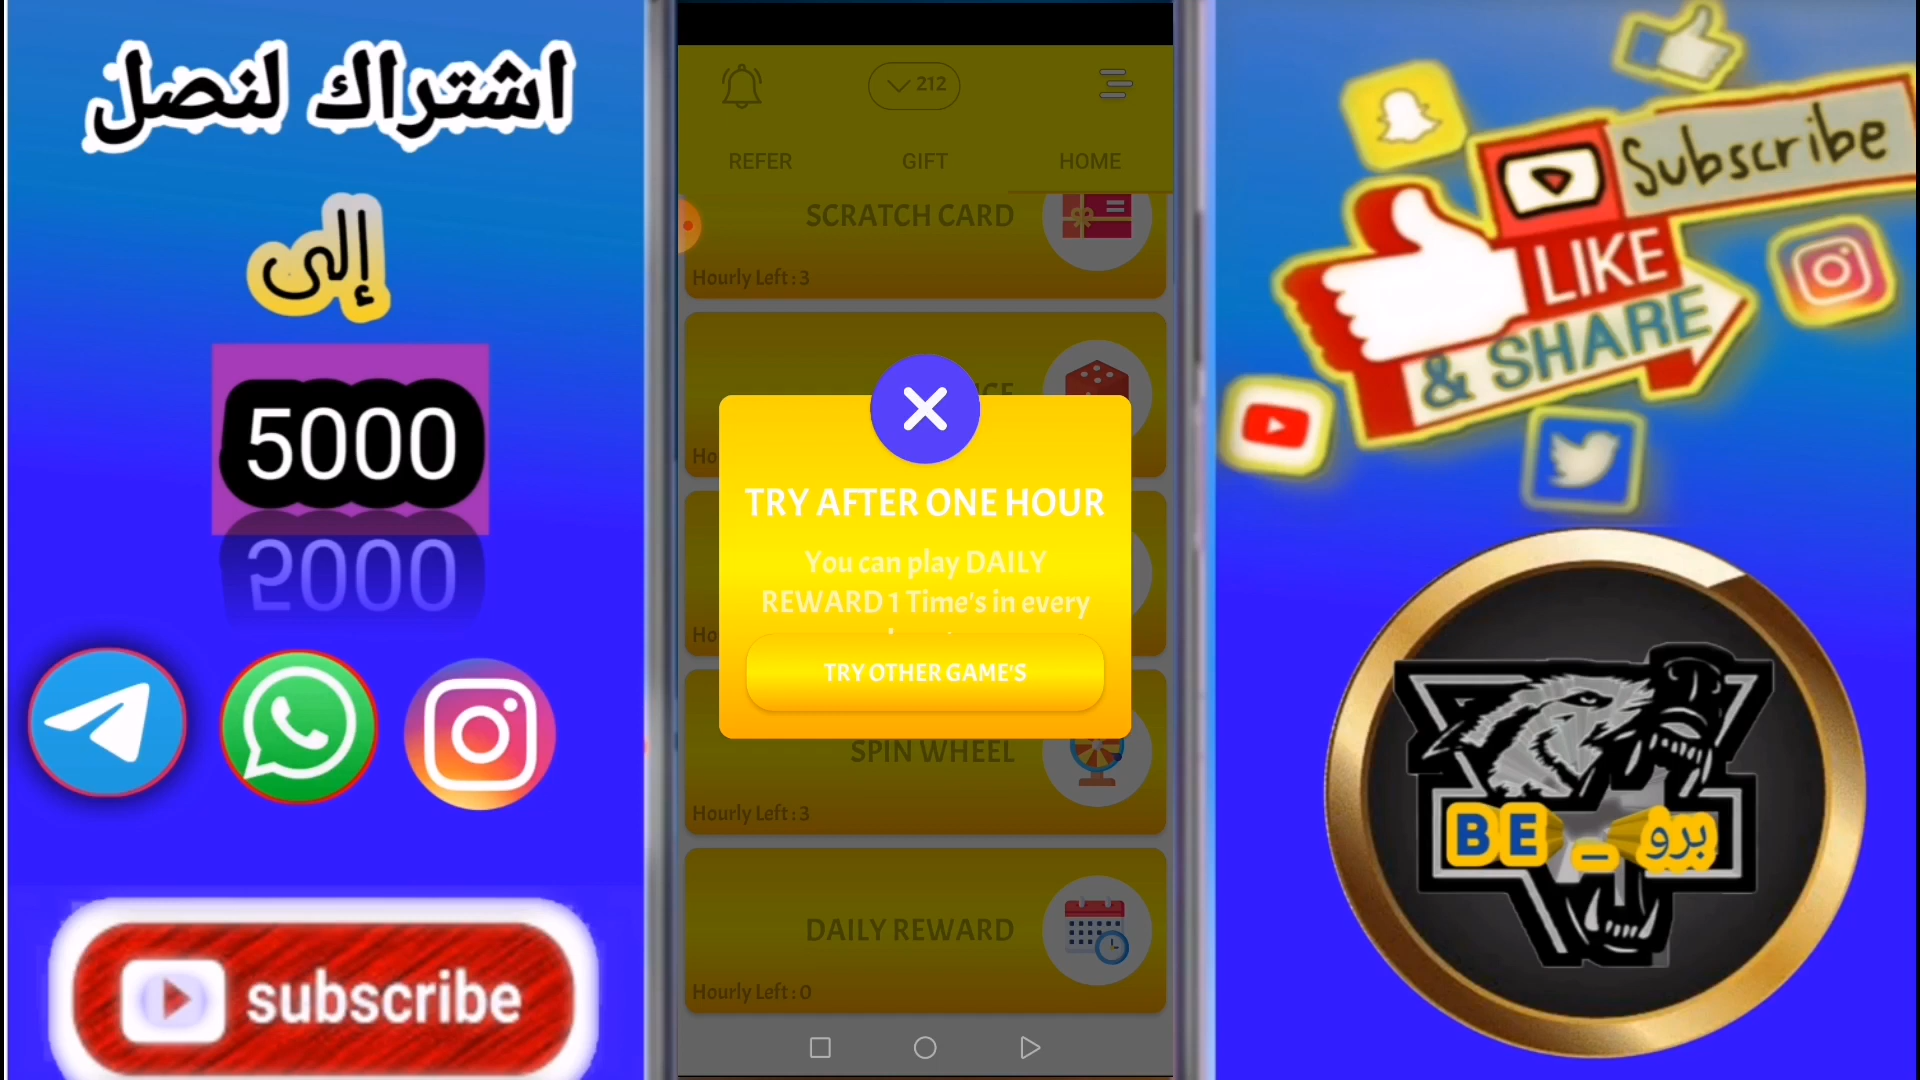 اشتراك لنصل
إلى
5000
5000
subscribe
212
REFER
GIFT
HOME
SCRATCH CARD
Hourly Left : 3
TRY AFTER ONE HOUR
You can play DAILY
REWARD 1 Time's in every
TRY OTHER GAME'S
SPIN WHEEL
Hourly Left : 3
DAILY REWARD
Hourly Left : 0
Subscribe
LIKE
& SHARE
BE _ برو